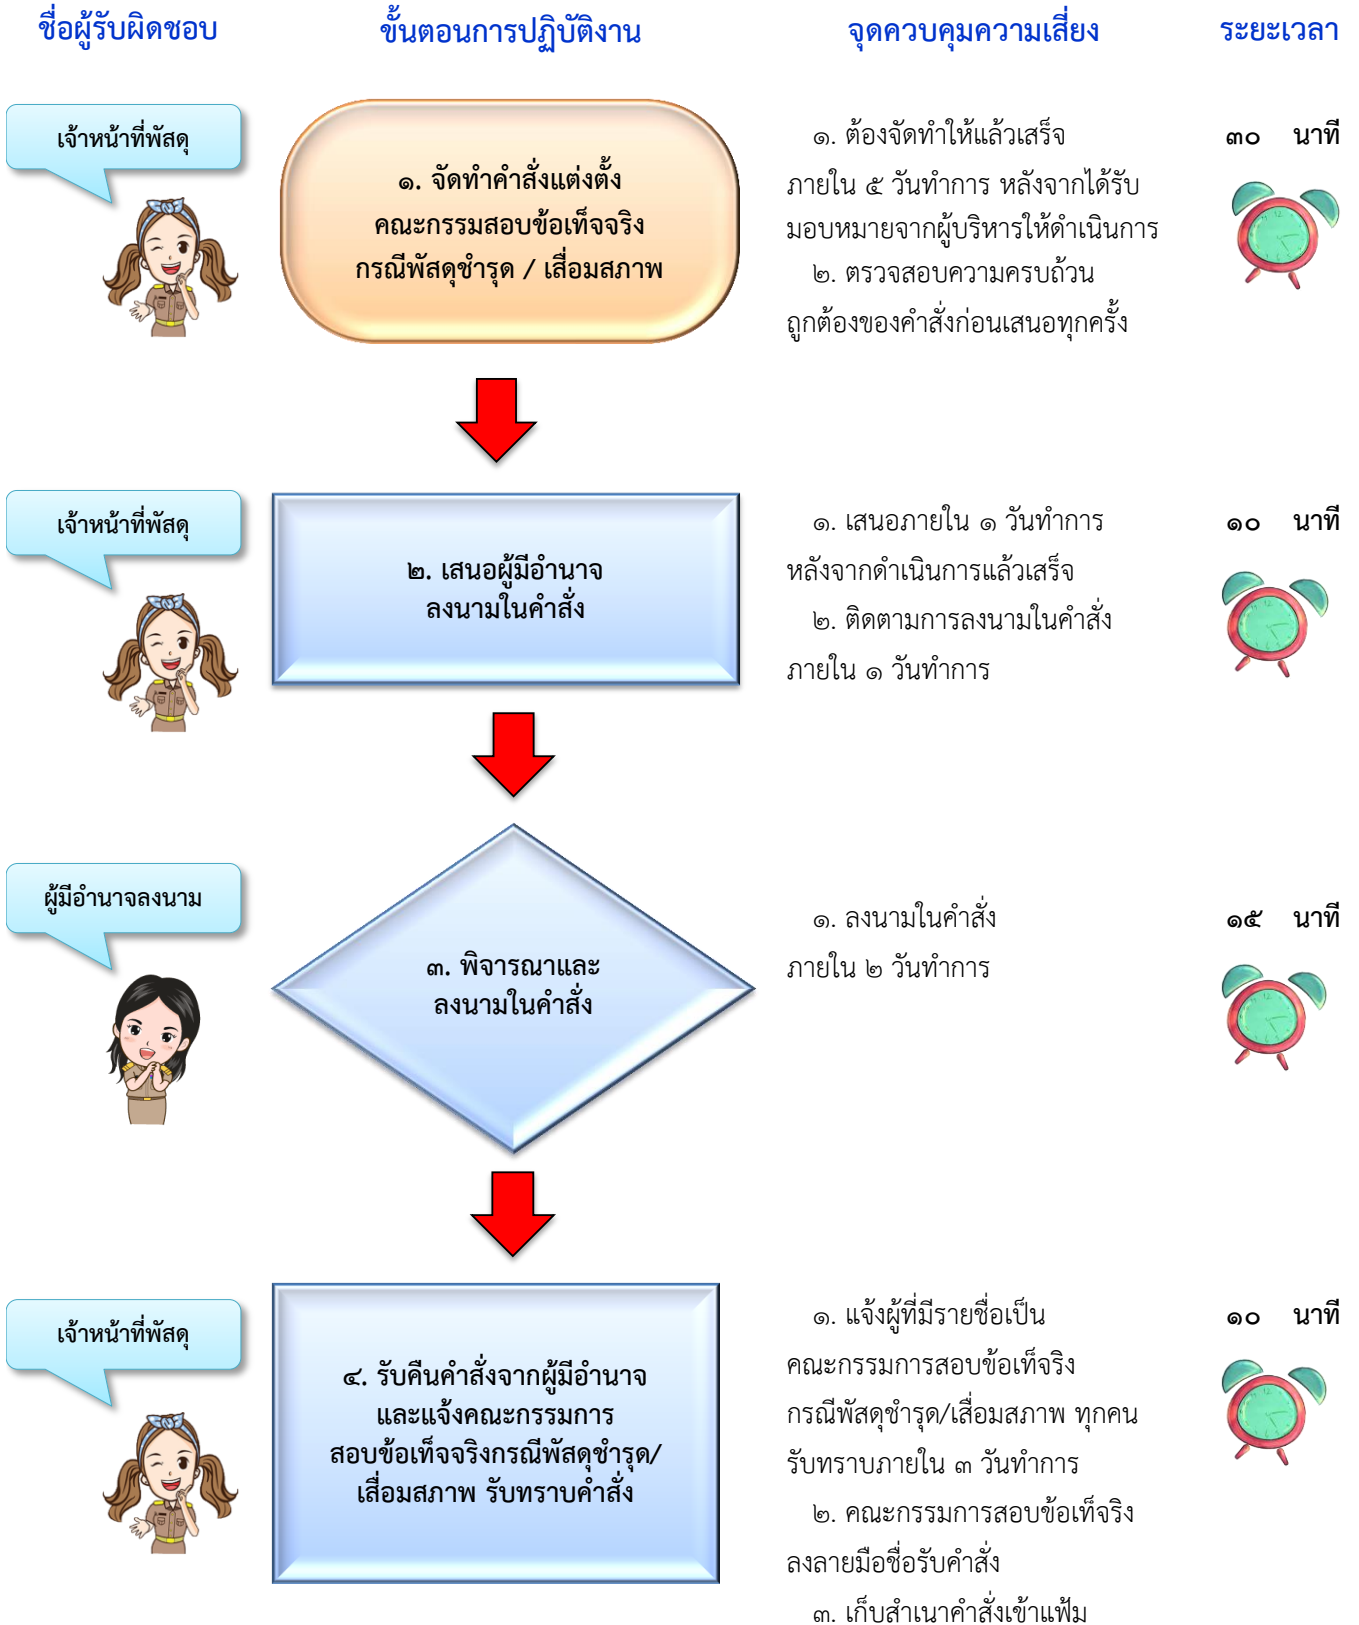 ชื่อผู้รับผิดชอบ ขั้นตอนการปฏิบัติงาน จุดควบคุมความเสี่ยง ระยะเวลา
เจ้าหน้าที่พัสดุ
๑. จัดทำคำสั่งแต่งตั้ง
คณะกรรมสอบข้อเท็จจริง
กรณีพัสดุชำรุด / เสื่อมสภาพ
๑. ต้องจัดทำให้แล้วเสร็จ
ภายใน ๕ วันทำการ หลังจากได้รับ
มอบหมายจากผู้บริหารให้ดำเนินการ
๒. ตรวจสอบความครบถ้วน
ถูกต้องของคำสั่งก่อนเสนอทุกครั้ง
๓๐ นาที
เจ้าหน้าที่พัสดุ
๒. เสนอผู้มีอำนาจ
ลงนามในคำสั่ง
๑. เสนอภายใน ๑ วันทำการ
หลังจากดำเนินการแล้วเสร็จ
๒. ติดตามการลงนามในคำสั่ง
ภายใน ๑ วันทำการ
๑๐ นาที
ผู้มีอำนาจลงนาม
๓. พิจารณาและ
ลงนามในคำสั่ง
๑. ลงนามในคำสั่ง
ภายใน ๒ วันทำการ
๑๕ นาที
เจ้าหน้าที่พัสดุ
๔. รับคืนคำสั่งจากผู้มีอำนาจ
และแจ้งคณะกรรมการ
สอบข้อเท็จจริงกรณีพัสดุชำรุด/
เสื่อมสภาพ รับทราบคำสั่ง
๑. แจ้งผู้ที่มีรายชื่อเป็น
คณะกรรมการสอบข้อเท็จจริง
กรณีพัสดุชำรุด/เสื่อมสภาพ ทุกคน
รับทราบภายใน ๓ วันทำการ
๒. คณะกรรมการสอบข้อเท็จจริง
ลงลายมือชื่อรับคำสั่ง
๓. เก็บสำเนาคำสั่งเข้าแฟ้ม
๑๐ นาที